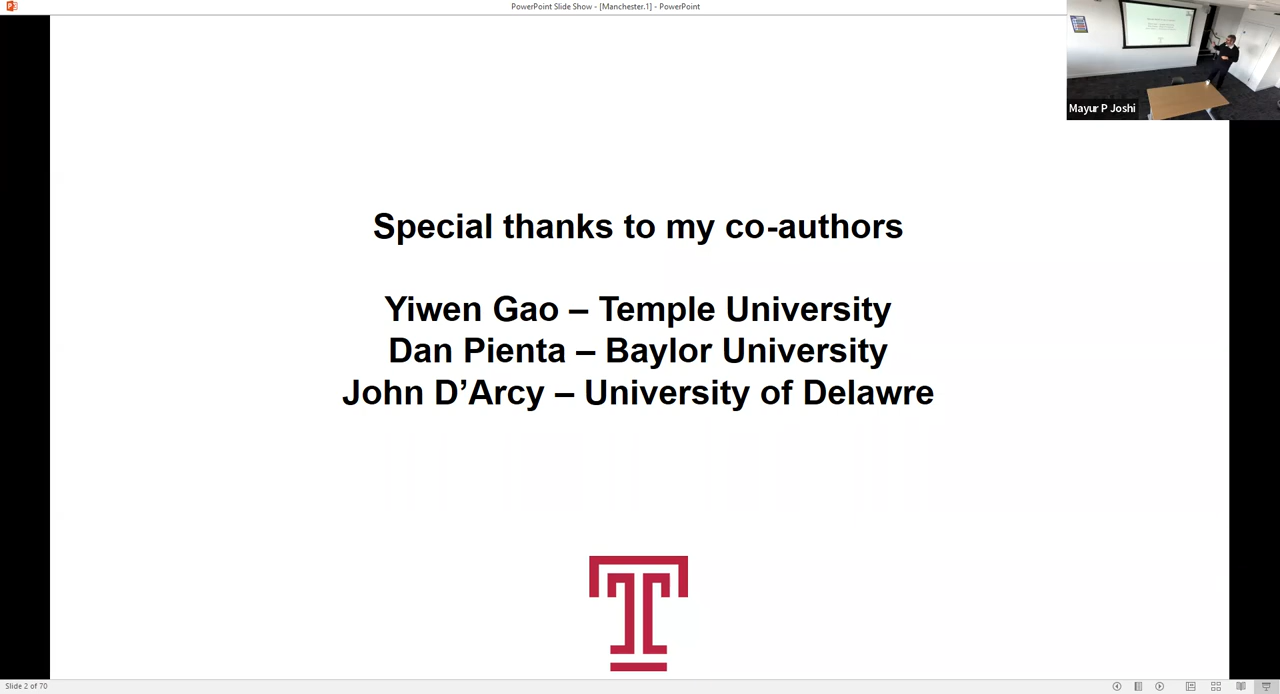 PowerPoint Slide Show - [Manchester.1] - PowerPoint
Mayur P Joshi
Special thanks to my co-authors
Yiwen Gao – Temple University
Dan Pienta – Baylor University
John D’Arcy – University of Delawre
Slide 2 of 70